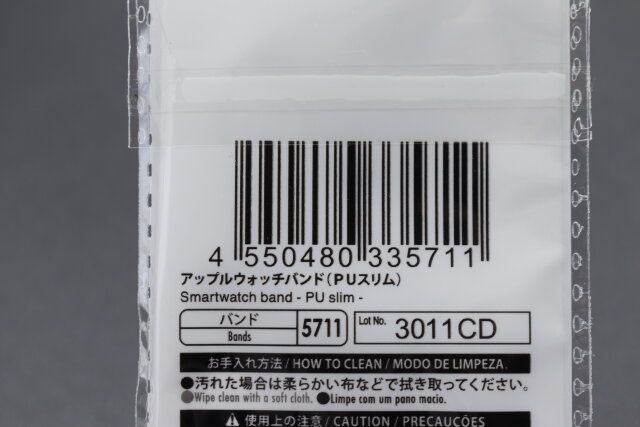 4 550480 335711
アップルウォッチバンド(PUスリム)
Smartwatch band - PU slim -
バンド 5711 Lot No. 3011CD
Bands
お手入れ方法 / HOW TO CLEAN / MODO DE LIMPEZA.
●汚れた場合は柔らかい布などで拭き取ってください。
●Wipe clean with a soft cloth. ●Limpe com um pano macio.
⚠ 使用上の注意 / CAUTION / PRECAUÇÕES